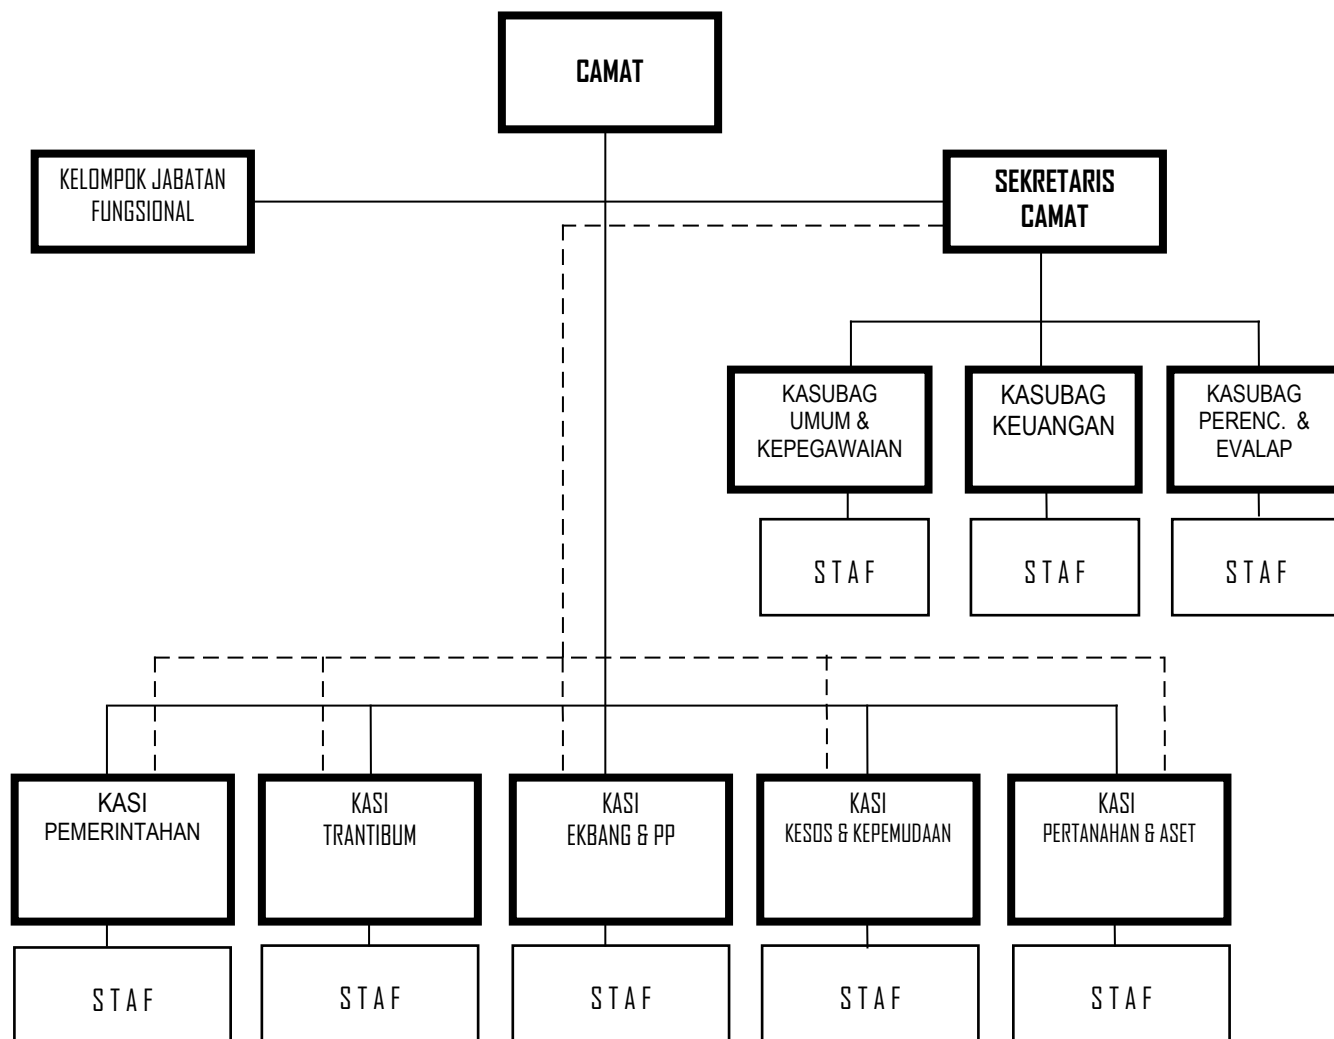 CAMAT
KELOMPOK JABATAN
FUNGSIONAL
SEKRETARIS
CAMAT
KASUBAG
UMUM &
KEPEGAWAIAN
KASUBAG
KEUANGAN
KASUBAG
PERENC. &
EVALAP
S T A F
S T A F
S T A F
KASI
PEMERINTAHAN
KASI
TRANTIBUM
KASI
EKBANG & PP
KASI
KESOS & KEPEMUDAAN
KASI
PERTANAHAN & ASET
S T A F
S T A F
S T A F
S T A F
S T A F